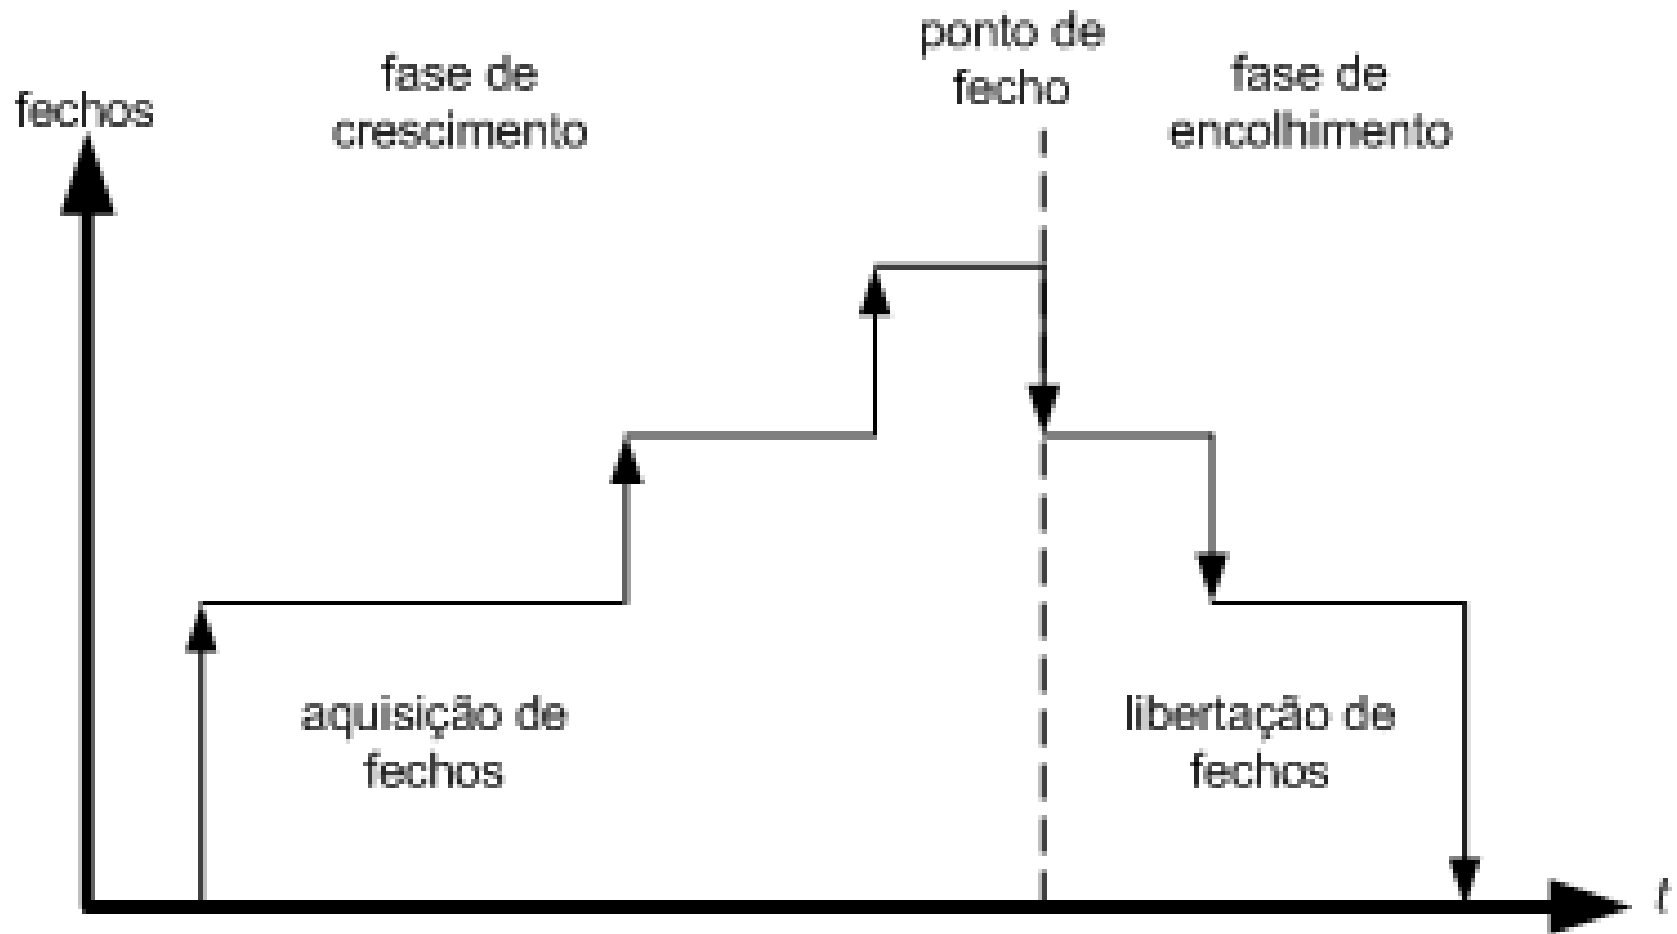 fechos
fase de
crescimento
ponto de
fecho
fase de
encolhimento
aquisição de
fechos
libertação de
fechos
t